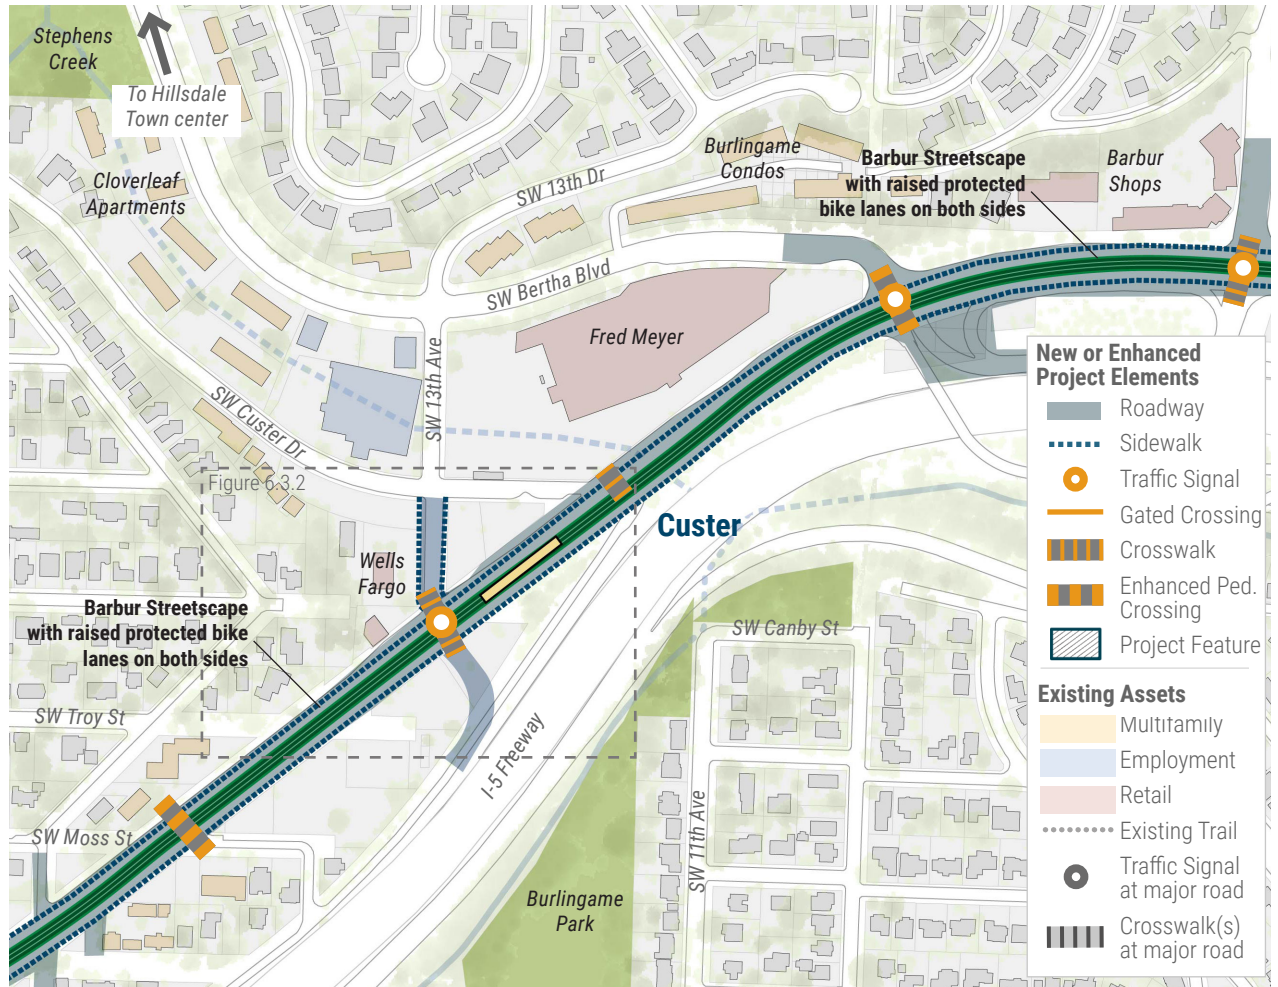 Stephens
Creek
To Hillsdale
Town center
Cloverleaf
Apartments
SW 13th Dr
Burlingame
Condos
Barbur Streetscape
with raised protected
bike lanes on both sides
Barbur
Shops
SW Bertha Blvd
Fred Meyer
SW 13th Ave
SW Custer Dr
Figure 6.3.2
Custer
Wells
Fargo
Barbur Streetscape
with raised protected bike
lanes on both sides
SW Canby St
SW Troy St
I-5 Freeway
SW 11th Ave
SW Moss St
Burlingame
Park
New or Enhanced
Project Elements
Roadway
Sidewalk
Traffic Signal
Gated Crossing
Crosswalk
Enhanced Ped.
Crossing
Project Feature
Existing Assets
Multifamily
Employment
Retail
Existing Trail
Traffic Signal
at major road
Crosswalk(s)
at major road